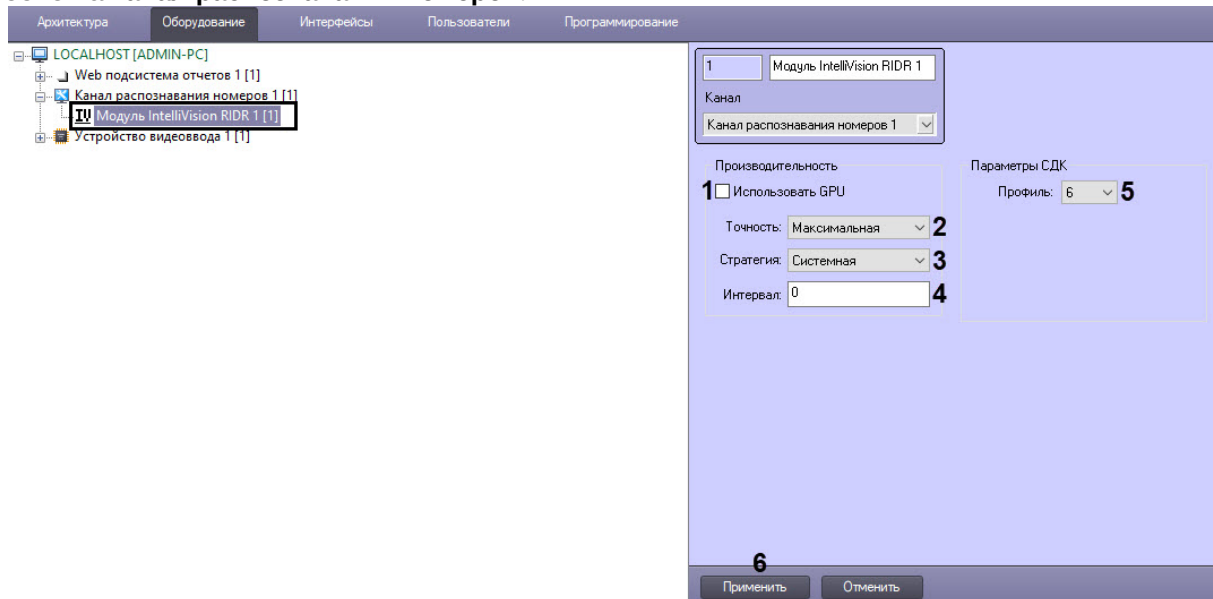 Архитектура Оборудование Интерфейсы Пользователи Программирование
LOCALHOST [ADMIN-PC]
Web подсистема отчетов 1 [1]
Канал распознавания номеров 1 [1]
Модуль IntelliVision RIDR 1 [1]
Устройство видеоввода 1 [1]
1 Модуль IntelliVision RIDR 1
Канал
Канал распознавания номеров 1
Производительность Параметры СДК
1 Использовать GPU Профиль: 6 5
Точность: Максимальная 2
Стратегия: Системная 3
Интервал: 0 4
6
Применить Отменить